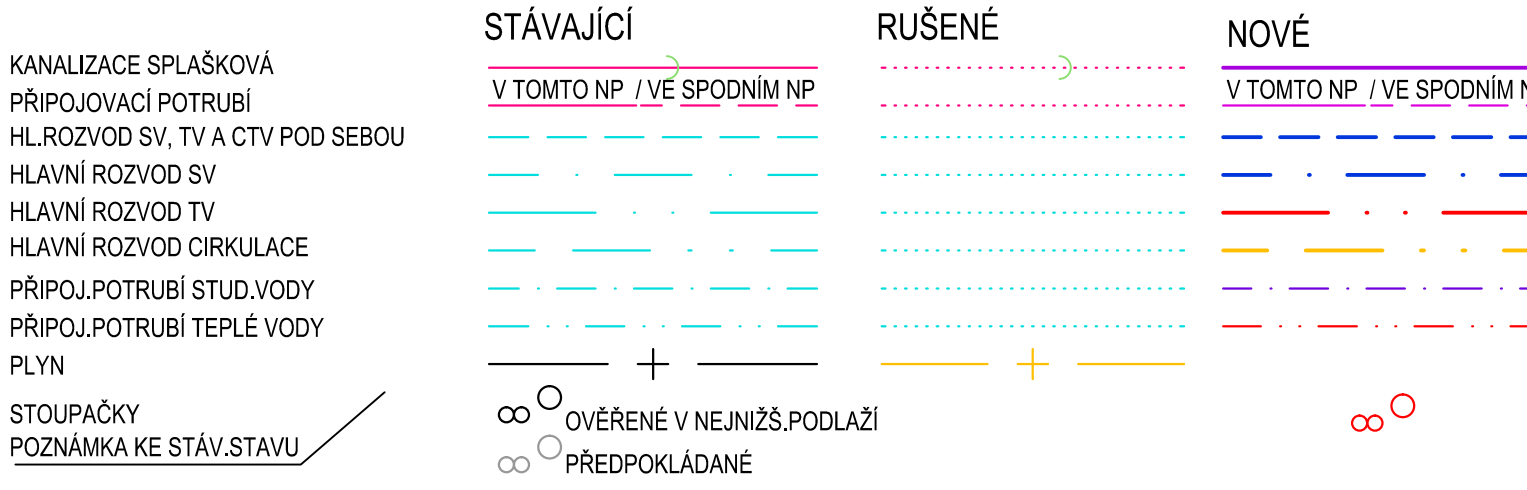 STÁVAJÍCÍ RUŠENÉ NOVÉ
KANALIZACE SPLAŠKOVÁ
V TOMTO NP / VE SPODNÍM NP V TOMTO NP / VE SPODNÍM
PŘIPOJOVACÍ POTRUBÍ
HL.ROZVOD SV, TV A CTV POD SEBOU
HLAVNÍ ROZVOD SV
HLAVNÍ ROZVOD TV
HLAVNÍ ROZVOD CIRKULACE
PŘIPOJ.POTRUBÍ STUD.VODY
PŘIPOJ.POTRUBÍ TEPLÉ VODY
PLYN
STOUPAČKY
OVĚŘENÉ V NEJNIŽŠ.PODLAŽÍ
POZNÁMKA KE STÁV.STAVU
PŘEDPOKLÁDANÉ